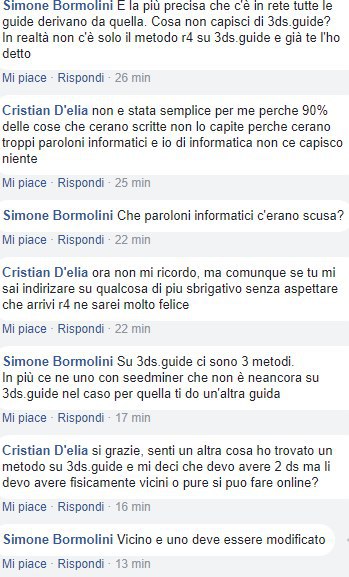 Simone Bormolini E la più precisa che c'è in rete tutte le
guide derivano da quella. Cosa non capisci di 3ds.guide?
In realtà non c'è solo il metodo r4 su 3ds.guide e già te l'ho
detto
Mi piace · Rispondi · 26 min
Cristian D'elia non e stata semplice per me perche 90%
delle cose che cerano scritte non lo capite perche cerano
troppi paroloni informatici e io di informatica non ce capisco
niente
Mi piace · Rispondi · 25 min
Simone Bormolini Che paroloni informatici c'erano scusa?
Mi piace · Rispondi · 22 min
Cristian D'elia ora non mi ricordo, ma comunque se tu mi
sai indirizare su qualcosa di piu sbrigativo senza aspettare
che arrivi r4 ne sarei molto felice
Mi piace · Rispondi · 22 min
Simone Bormolini Su 3ds.guide ci sono 3 metodi.
In più ce ne uno con seedminer che non è neancora su
3ds.guide nel caso per quella ti do un'altra guida
Mi piace · Rispondi · 17 min
Cristian D'elia si grazie, senti un altra cosa ho trovato un
metodo su 3ds.guide e mi deci che devo avere 2 ds ma li
devo avere fisicamente vicini o pure si puo fare online?
Mi piace · Rispondi · 16 min
Simone Bormolini Vicino e uno deve essere modificato
Mi piace · Rispondi · 13 min